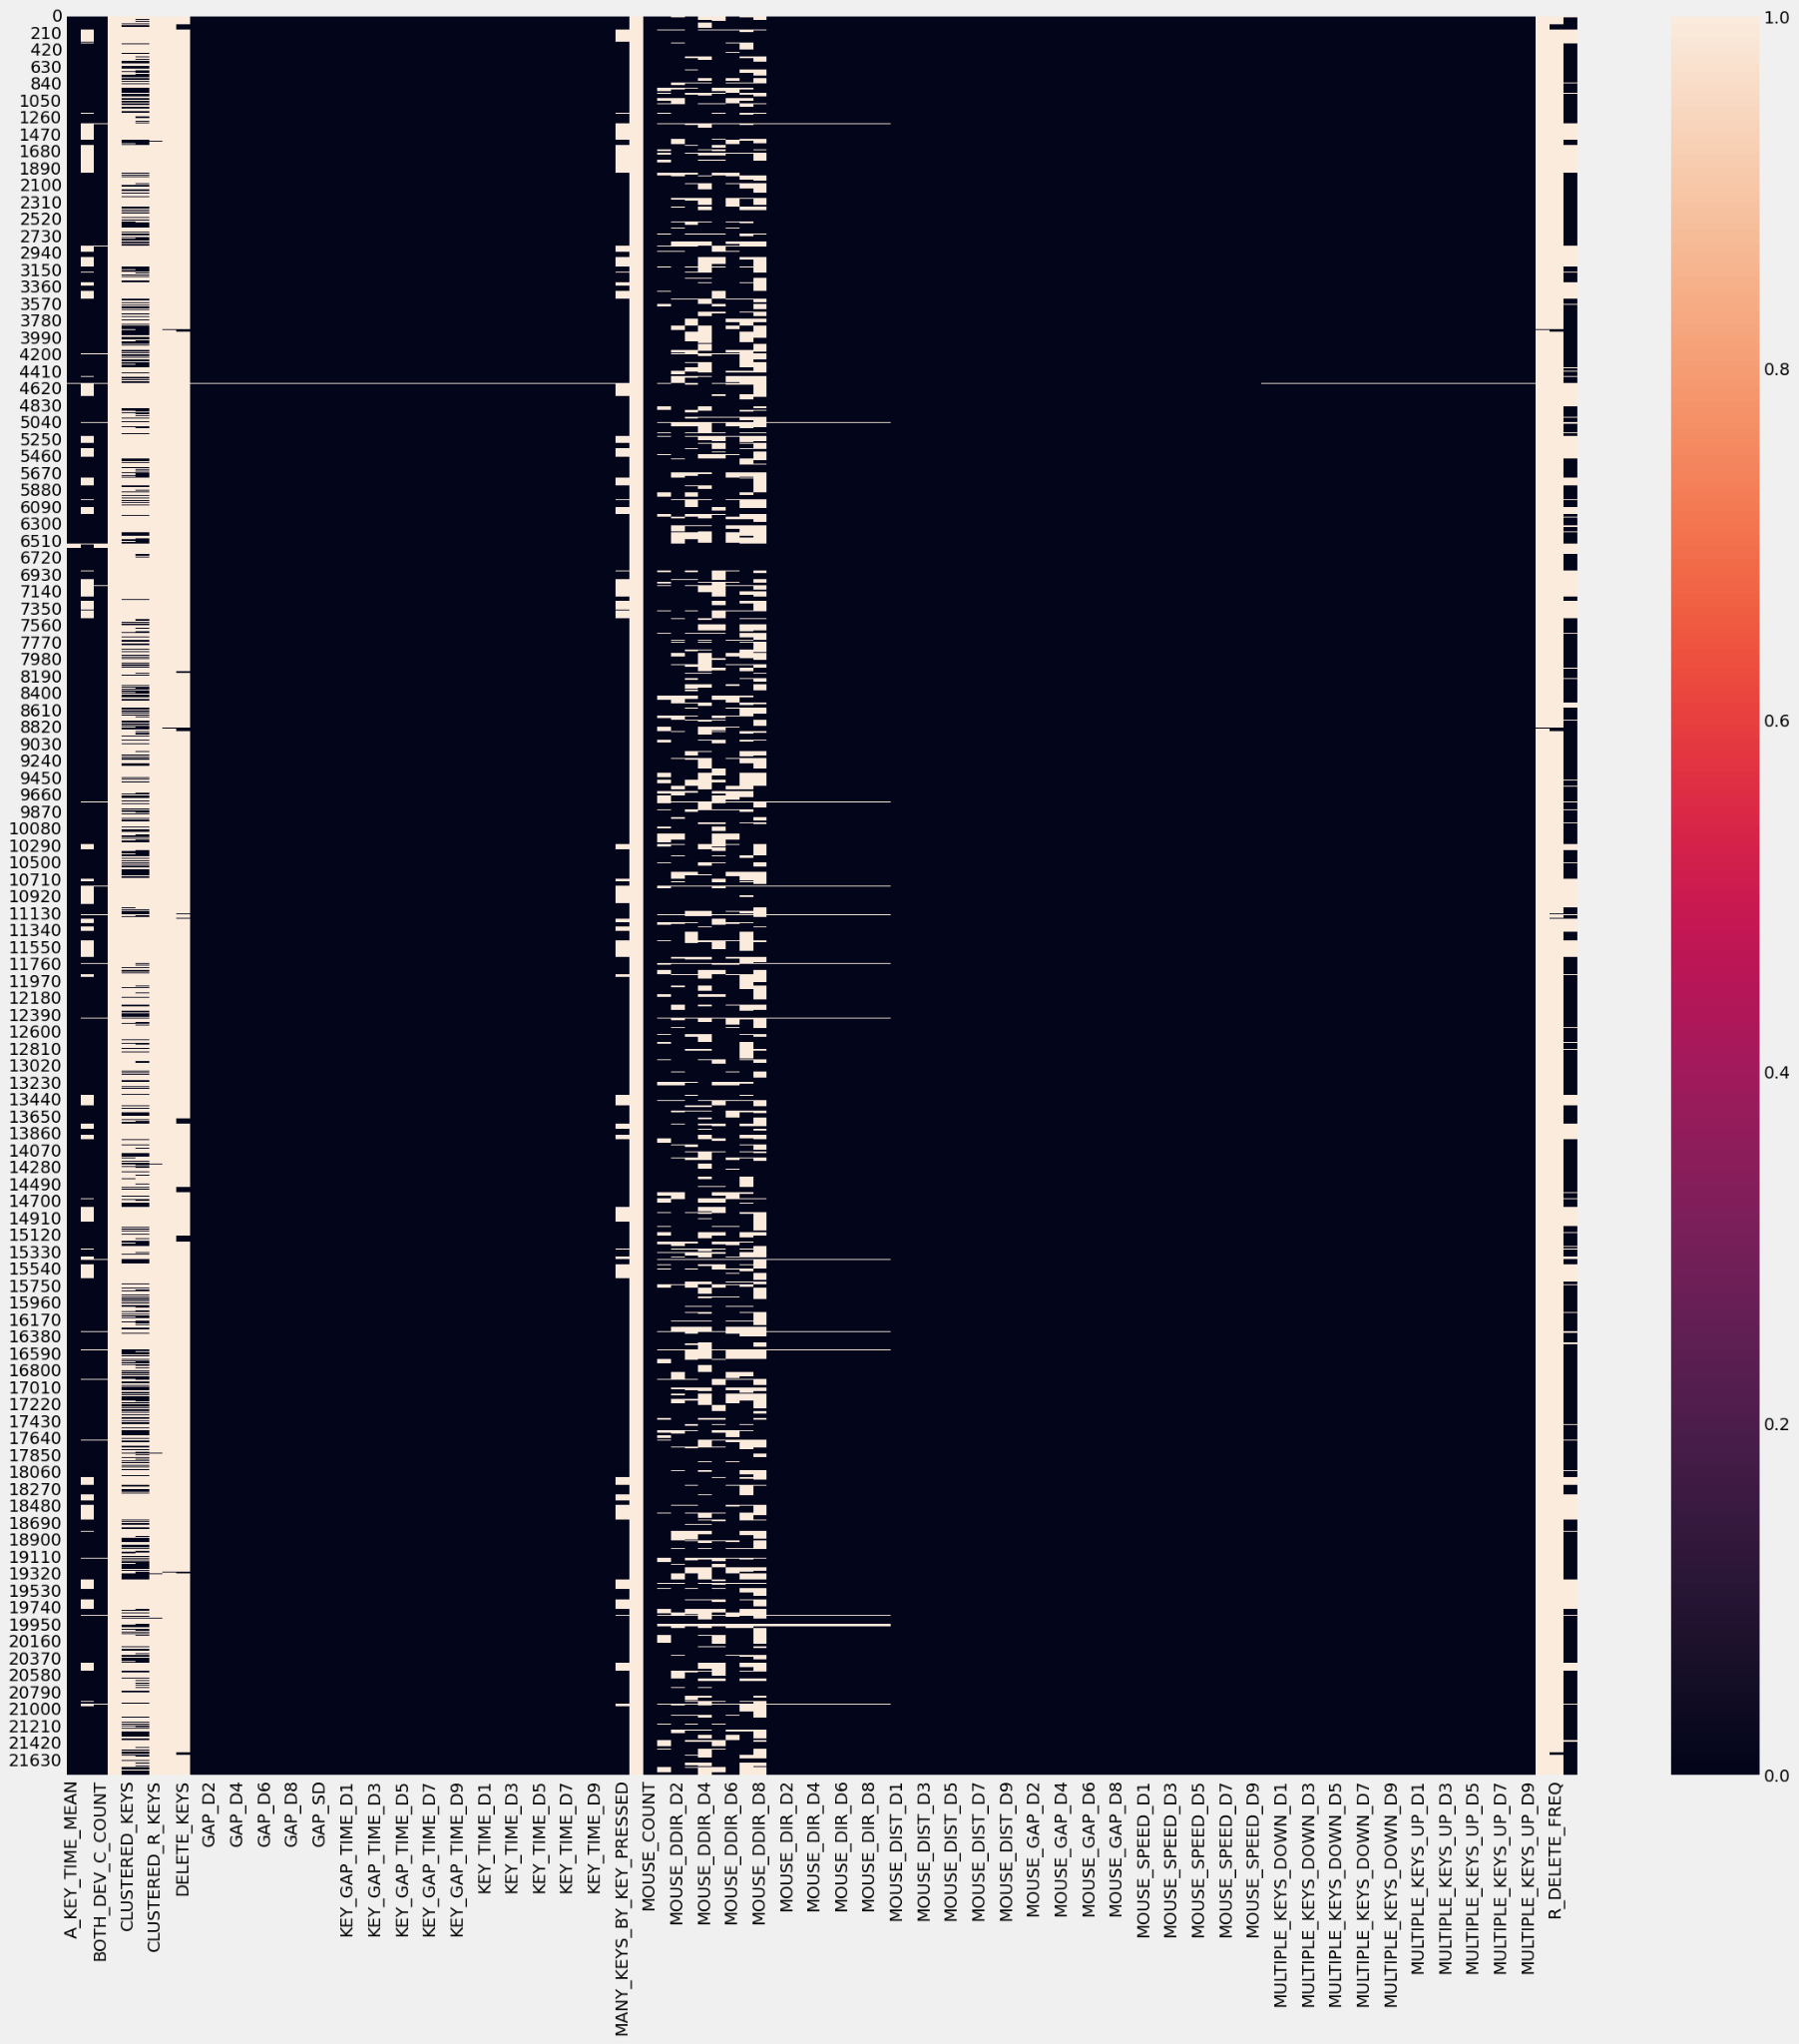 0
210
420
630
840
1050
1260
1470
1680
1890
2100
2310
2520
2730
2940
3150
3360
3570
3780
3990
4200
4410
4620
4830
5040
5250
5460
5670
5880
6090
6300
6510
6720
6930
7140
7350
7560
7770
7980
8190
8400
8610
8820
9030
9240
9450
9660
9870
10080
10290
10500
10710
10920
11130
11340
11550
11760
11970
12180
12390
12600
12810
13020
13230
13440
13650
13860
14070
14280
14490
14700
14910
15120
15330
15540
15750
15960
16170
16380
16590
16800
17010
17220
17430
17640
17850
18060
18270
18480
18690
18900
19110
19320
19530
19740
19950
20160
20370
20580
20790
21000
21210
21420
21630
A_KEY_TIME_MEAN
BOTH_DEV_C_COUNT
CLUSTERED_KEYS
CLUSTERED_R_KEYS
DELETE_KEYS
GAP_D2
GAP_D4
GAP_D6
GAP_D8
GAP_SD
KEY_GAP_TIME_D1
KEY_GAP_TIME_D3
KEY_GAP_TIME_D5
KEY_GAP_TIME_D7
KEY_GAP_TIME_D9
KEY_TIME_D1
KEY_TIME_D3
KEY_TIME_D5
KEY_TIME_D7
KEY_TIME_D9
MANY_KEYS_BY_KEY_PRESSED
MOUSE_COUNT
MOUSE_DDIR_D2
MOUSE_DDIR_D4
MOUSE_DDIR_D6
MOUSE_DDIR_D8
MOUSE_DIR_D2
MOUSE_DIR_D4
MOUSE_DIR_D6
MOUSE_DIR_D8
MOUSE_DIST_D1
MOUSE_DIST_D3
MOUSE_DIST_D5
MOUSE_DIST_D7
MOUSE_DIST_D9
MOUSE_GAP_D2
MOUSE_GAP_D4
MOUSE_GAP_D6
MOUSE_GAP_D8
MOUSE_SPEED_D1
MOUSE_SPEED_D3
MOUSE_SPEED_D5
MOUSE_SPEED_D7
MOUSE_SPEED_D9
MULTIPLE_KEYS_DOWN_D1
MULTIPLE_KEYS_DOWN_D3
MULTIPLE_KEYS_DOWN_D5
MULTIPLE_KEYS_DOWN_D7
MULTIPLE_KEYS_DOWN_D9
MULTIPLE_KEYS_UP_D1
MULTIPLE_KEYS_UP_D3
MULTIPLE_KEYS_UP_D5
MULTIPLE_KEYS_UP_D7
MULTIPLE_KEYS_UP_D9
R_DELETE_FREQ
1.0
0.8
0.6
0.4
0.2
0.0